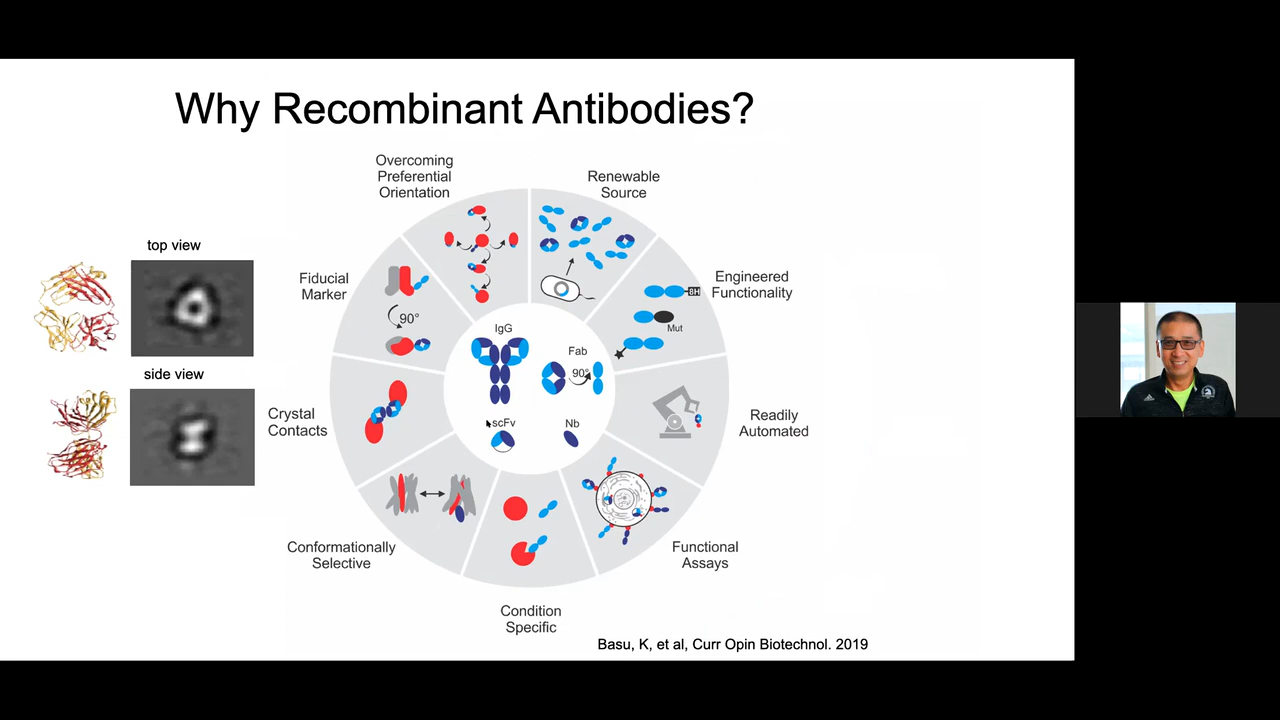 Why Recombinant Antibodies?
Overcoming
Preferential
Orientation
Renewable
Source
top view
Fiducial
Marker
90°
Engineered
Functionality
8H
Mut
IgG
Fab
90°
side view
Crystal
Contacts
scFv
Nb
Readily
Automated
Conformationally
Selective
Functional
Assays
Condition
Specific
Basu, K, et al, Curr Opin Biotechnol. 2019